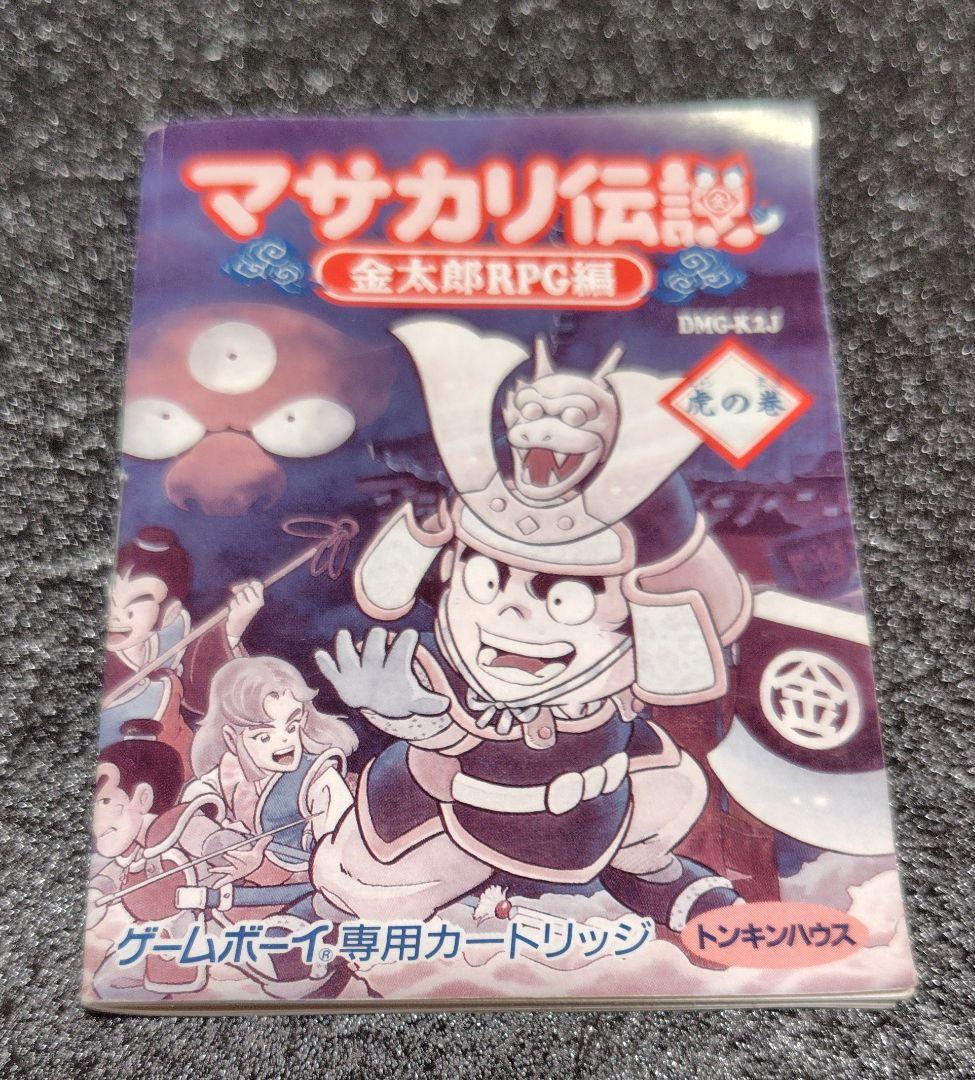 マサカリ伝説
金太郎RPG編
DMG-K2J
虎の巻
金
ゲームボーイ®専用カートリッジ
トンキンハウス